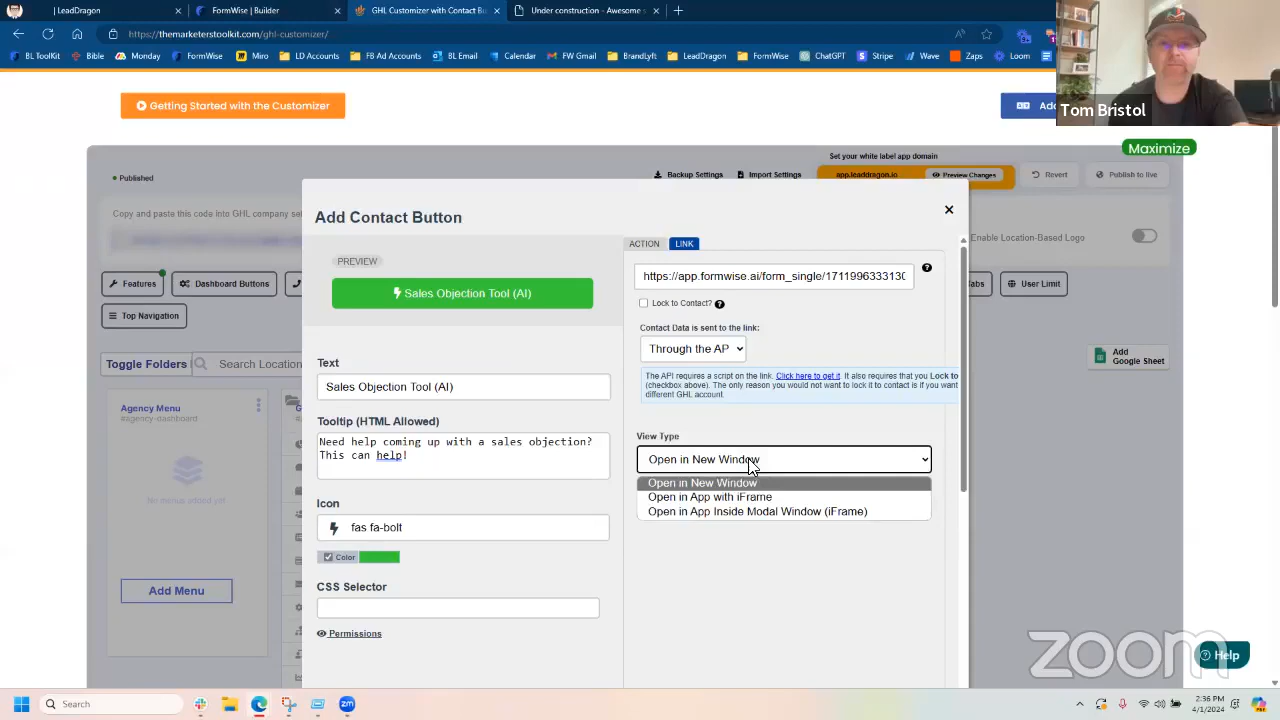 LeadDragon
FormWise | Builder
GHL Customizer with Contact Bu
Under construction - Awesome s
https://themarketerstoolkit.com/ghl-customizer/
BL ToolKit
Bible
Monday
FormWise
Miro
FB Ad Accounts
BL Email
Calendar
FW Gmail
BrandLyft
LeadDragon
FormWise
ChatGPT
Stripe
Wave
Zaps
Loom
Tom Bristol
Getting Started with the Customizer
Add
Maximize
Set your white label app domain
Published
Backup Settings
Import Settings
app.leaddragon.io
Preview Changes
Revert
Publish to live
Copy and paste this code into GHL company se
Enable Location-Based Logo
Features
Dashboard Buttons
abs
User Limit
Top Navigation
Toggle Folders
Search Location
Add
Google Sheet
Agency Menu
#agency-dashboard
No menus added yet
Add Menu
Add Contact Button
PREVIEW
Sales Objection Tool (AI)
Text
Sales Objection Tool (AI)
Tooltip (HTML Allowed)
Need help coming up with a sales objection?
This can help!
Icon
fas fa-bolt
Color
CSS Selector
Permissions
ACTION
LINK
https://app.formwise.ai/form_single/1711996333130
Lock to Contact?
Contact Data is sent to the link:
Through the AP
The API requires a script on the link. Click here to get it. It also requires that you Lock to
(checkbox above). The only reason you would not want to lock it to contact is if you want
different GHL account.
View Type
Open in New Window
Open in New Window
Open in App with iFrame
Open in App Inside Modal Window (iFrame)
zoom
Help
Search
2:36 PM
4/1/2024